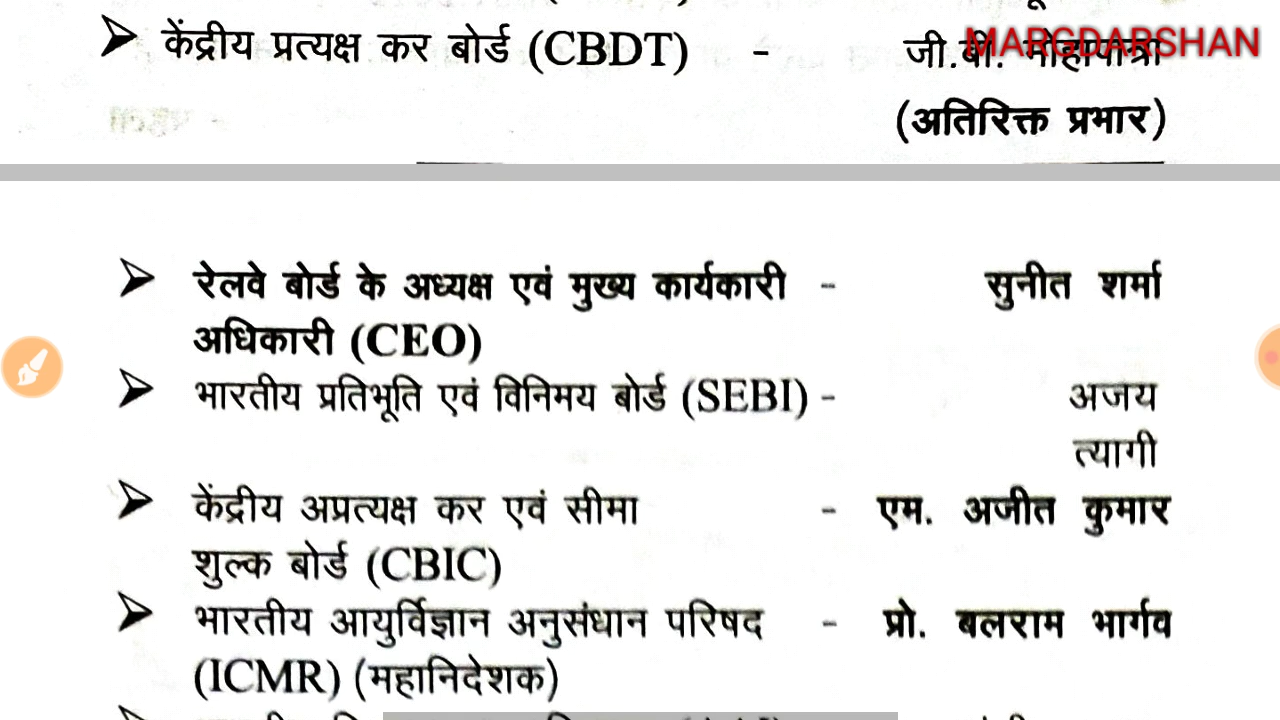 MARGDARSHAN
➤ केंद्रीय प्रत्यक्ष कर बोर्ड (CBDT) - जी.बी. मोहापात्रा
(अतिरिक्त प्रभार)
➤ रेलवे बोर्ड के अध्यक्ष एवं मुख्य कार्यकारी - सुनीत शर्मा
अधिकारी (CEO)
➤ भारतीय प्रतिभूति एवं विनिमय बोर्ड (SEBI) - अजय
त्यागी
➤ केंद्रीय अप्रत्यक्ष कर एवं सीमा - एम. अजीत कुमार
शुल्क बोर्ड (CBIC)
➤ भारतीय आयुर्विज्ञान अनुसंधान परिषद - प्रो. बलराम भार्गव
(ICMR) (महानिदेशक)